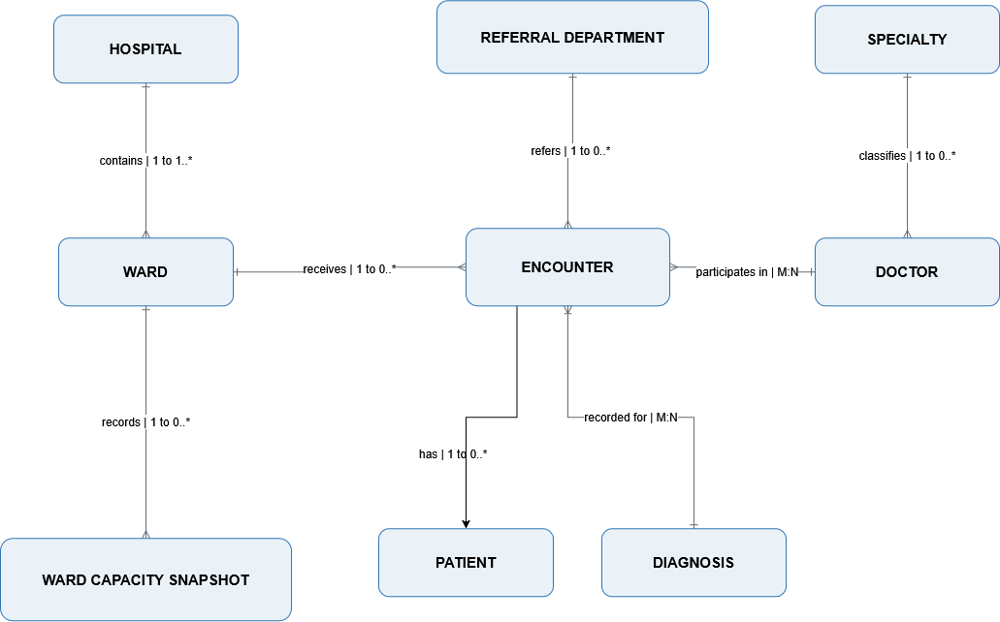 HOSPITAL
REFERRAL DEPARTMENT
SPECIALTY
contains | 1 to 1..*
refers | 1 to 0..*
classifies | 1 to 0..*
WARD
receives | 1 to 0..*
ENCOUNTER
participates in | M:N
DOCTOR
records | 1 to 0..*
recorded for | M:N
has | 1 to 0..*
WARD CAPACITY SNAPSHOT
PATIENT
DIAGNOSIS